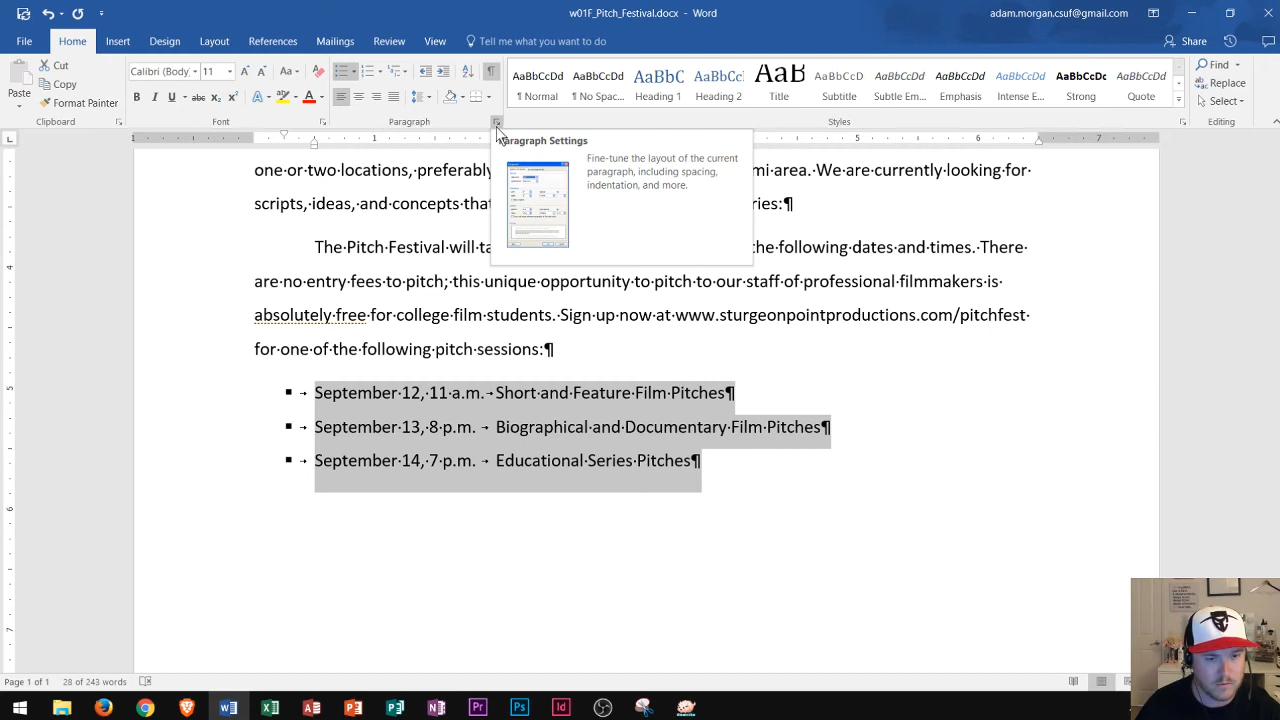 w01F_Pitch_Festival.docx - Word
adam.morgan.csuf@gmail.com
File Home Insert Design Layout References Mailings Review View Tell me what you want to do Share
Paste Cut Copy Format Painter
Clipboard
Calibri (Body) 11
Font
Paragraph
AaBbCcDd AaBbCcDd AaBbC AaBbCc AaB AaBbCcD AaBbCcDd AaBbCcDd AaBbCcDd AaBbCcDc AaBbCcDd
¶ Normal ¶ No Spac... Heading 1 Heading 2 Title Subtitle Subtle Em... Emphasis Intense E... Strong Quote
Styles
Find
Replace
Select
Editing
aragraph Settings
Fine-tune the layout of the current
paragraph, including spacing,
indentation, and more.
one·or·two·locations,·preferably mi·area.·We·are·currently·looking·for·
scripts,·ideas,·and·concepts·tha ries:¶
The·Pitch·Festival·will·ta the·following·dates·and·times.·There·
are·no·entry·fees·to·pitch;·this·unique·opportunity·to·pitch·to·our·staff·of·professional·filmmakers·is·
absolutely·free·for·college·film·students.·Sign·up·now·at·www.sturgeonpointproductions.com/pitchfest·
for·one·of·the·following·pitch·sessions:¶
▪ → September·12,·11·a.m. → Short·and·Feature·Film·Pitches¶
▪ → September·13,·8·p.m. → Biographical·and·Documentary·Film·Pitches¶
▪ → September·14,·7·p.m. → Educational·Series·Pitches¶
Page 1 of 1 28 of 243 words